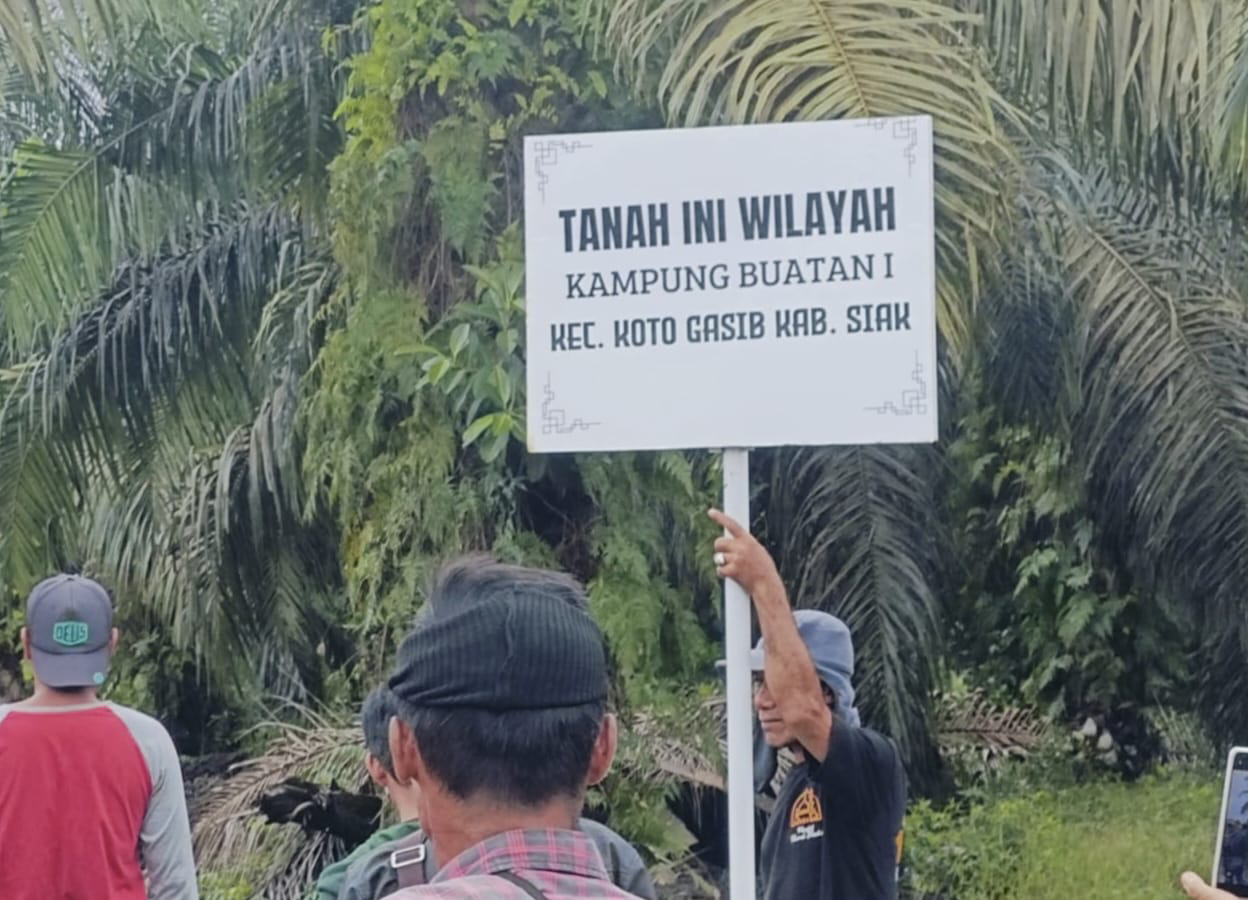 TANAH INI WILAYAH
KAMPUNG BUATAN I
KEC. KOTO GASIB KAB. SIAK
DEUS